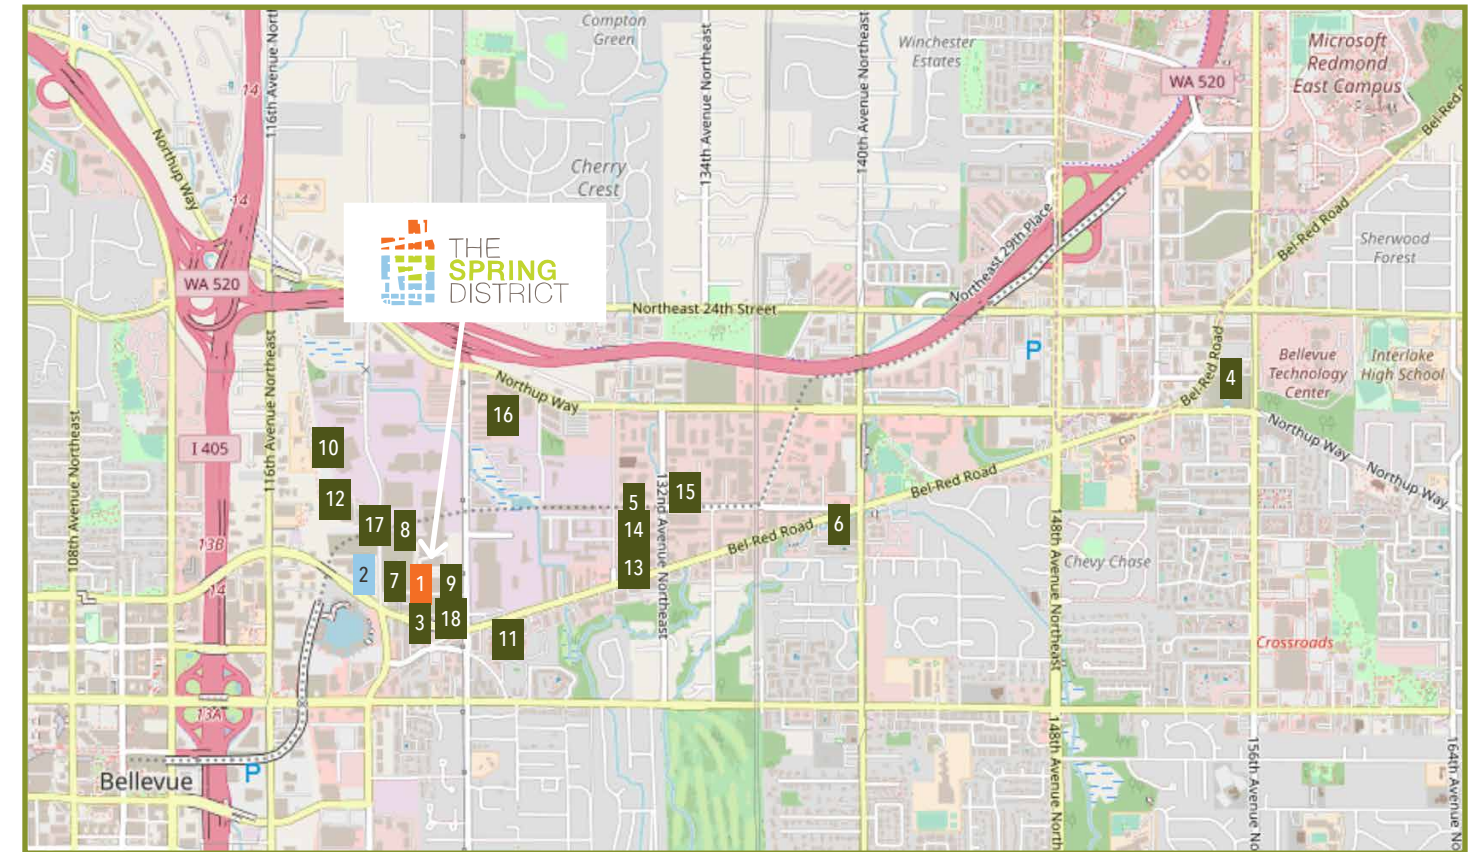 Compton
Green
Winchester
Estates
Microsoft
Redmond
East Campus
WA 520
116th Avenue Nort
134th Avenue Northeast
140th Avenue Northeast
Bel-Red R
14
Northup Way
14
Cherry
Crest
THE
SPRING
DISTRICT
Northeast 29th Place
Bel-Red Road
Sherwood
Forest
WA 520
Northeast 24th Street
P
Bel-Red Road
Bellevue
Technology
Center
Interlake
High School
4
116th Avenue Northeast
108th Avenue Northeast
Northup Way
16
I 405
10
12
17
8
5
14
13
15
132nd Avenue Northeast
Bel-Red Road
6
Bel-Red Road
Northup Way
Northup Way
13B
14
2
7
1
9
3
18
11
148th Avenue Northeast
Chevy Chase
Crossroads
13A
Bellevue
P
148th Avenue North
156th Avenue No
164th Avenue No